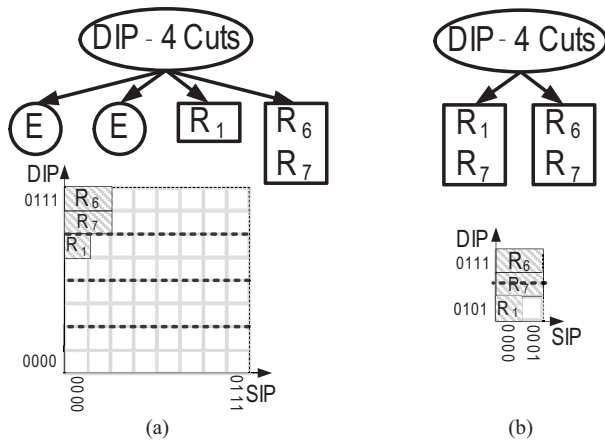 DIP - 4 Cuts
E E R1 R6
R7
DIP
0111
R6
R7
R1
0000
0000 0111 SIP
(a)
DIP - 4 Cuts
R1 R6
R7 R7
DIP
0111
R6
R7
0101 R1
0000 0001 SIP
(b)